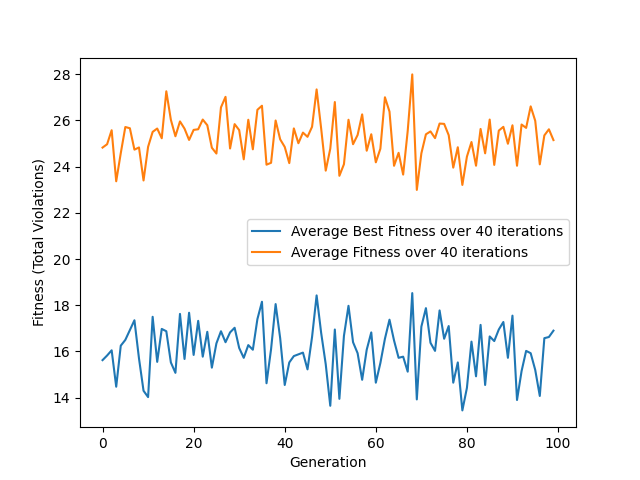 28
26
24
22
20
18
16
14
Fitness (Total Violations)
Average Best Fitness over 40 iterations
Average Fitness over 40 iterations
0 20 40 60 80 100
Generation